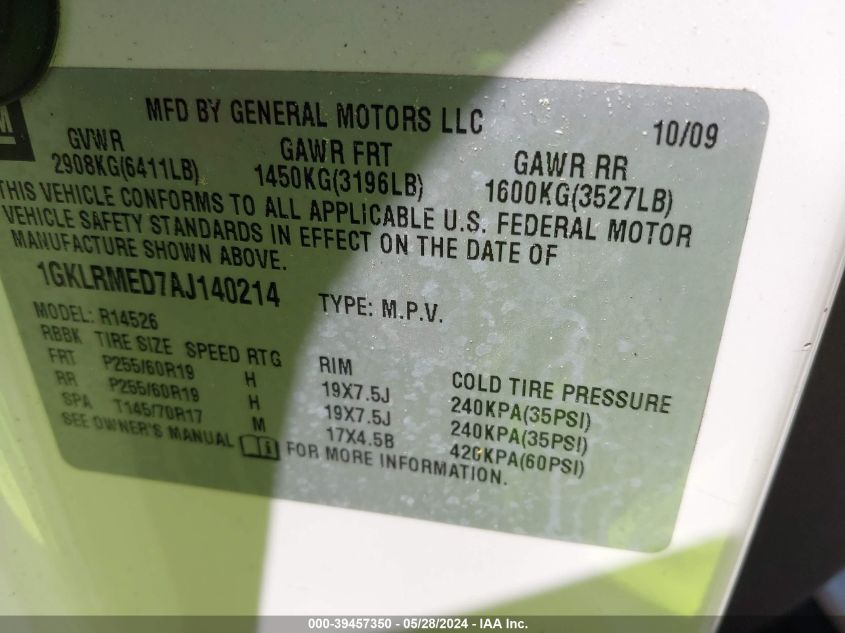 MFD BY GENERAL MOTORS LLC 10/09
GVWR GAWR FRT GAWR RR
2908KG(6411LB) 1450KG(3196LB) 1600KG(3527LB)
THIS VEHICLE CONFORMS TO ALL APPLICABLE U.S. FEDERAL MOTOR
VEHICLE SAFETY STANDARDS IN EFFECT ON THE DATE OF
MANUFACTURE SHOWN ABOVE.
1GKLRMED7AJ140214 TYPE: M.P.V.
MODEL: R14526
RBBK TIRE SIZE SPEED RTG RIM COLD TIRE PRESSURE
FRT P255/60R19 H 19X7.5J 240KPA(35PSI)
RR P255/60R19 H 19X7.5J 240KPA(35PSI)
SPA T145/70R17 M 17X4.5B 420KPA(60PSI)
SEE OWNER'S MANUAL FOR MORE INFORMATION.
000-39457350 / 05/28/2024 - IAA Inc.